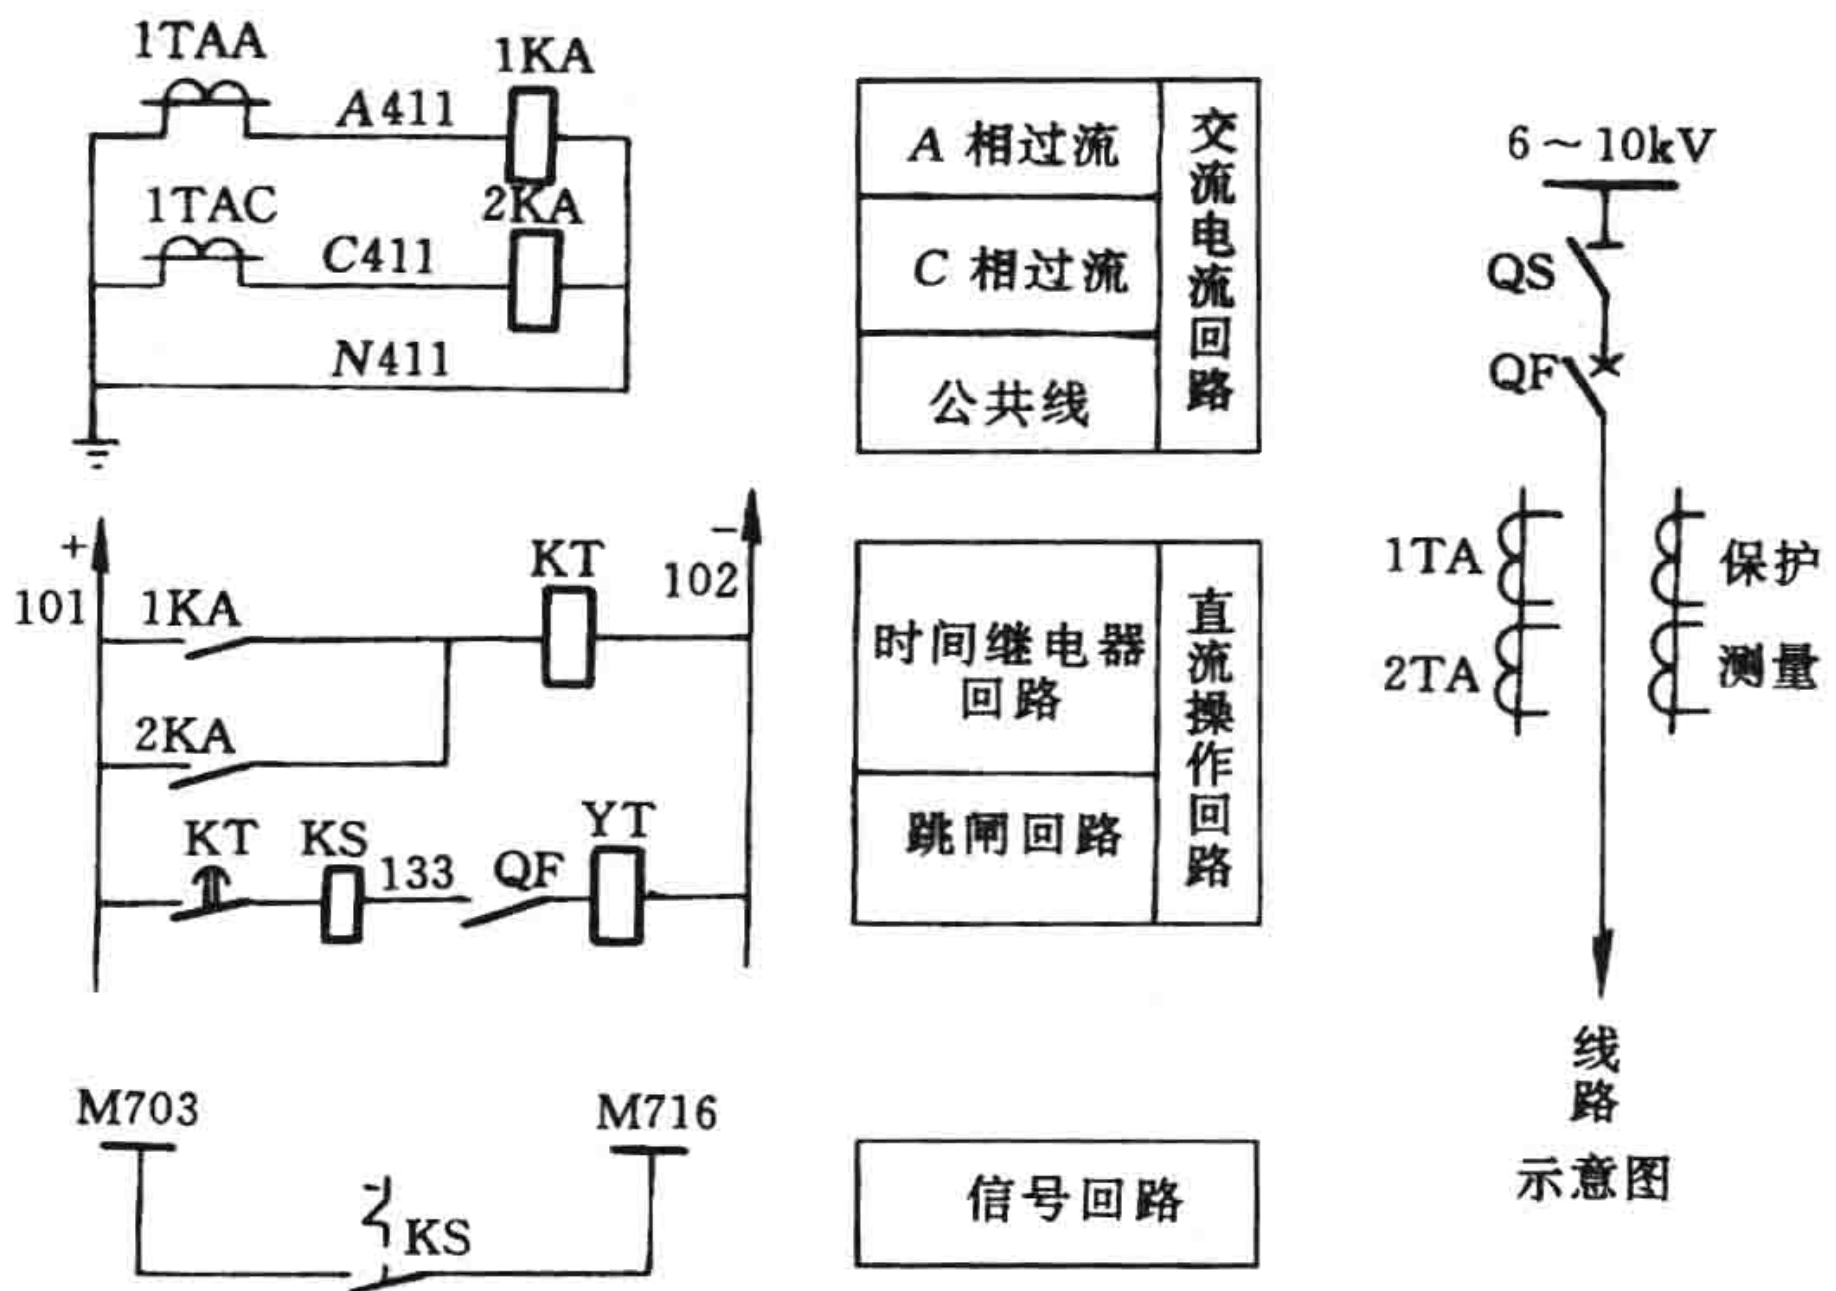 1TAA
1KA
A411
1TAC
2KA
C411
N411
A 相过流
C 相过流
公共线
交流电流回路
6~10kV
QS
QF
1TA
保护
2TA
测量
线路
示意图
+
-
101
102
1KA
KT
2KA
KT
KS
133
QF
YT
时间继电器
回路
跳闸回路
直流操作回路
M703
M716
KS
信号回路